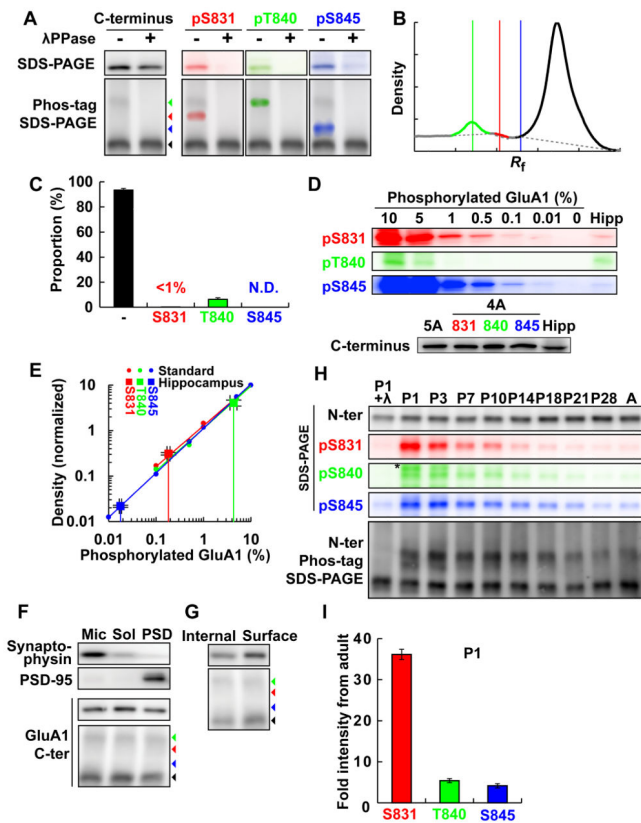 A
C-terminus pS831 pT840 pS845
λPPase - + - + - + - +
SDS-PAGE
Phos-tag
SDS-PAGE
B
Density
Rf
C
Proportion (%)
100
80
60
40
20
0
<1% N.D.
- S831 T840 S845
D
Phosphorylated GluA1 (%)
10 5 1 0.5 0.1 0.01 0 Hipp
pS831
pT840
pS845
4A
5A 831 840 845 Hipp
C-terminus
E
S831 T840 S845
Standard
Hippocampus
Density (normalized)
10
1
0.1
0.01
0.01 0.1 1 10
Phosphorylated GluA1 (%)
F
Mic Sol PSD
Synapto-
physin
PSD-95
GluA1
C-ter
G
Internal Surface
H
P1
+λ P1 P3 P7 P10 P14 P18 P21 P28 A
N-ter
SDS-PAGE
pS831
pS840 *
pS845
N-ter
Phos-tag
SDS-PAGE
I
P1
Fold intensity from adult
40
30
20
10
0
S831 T840 S845